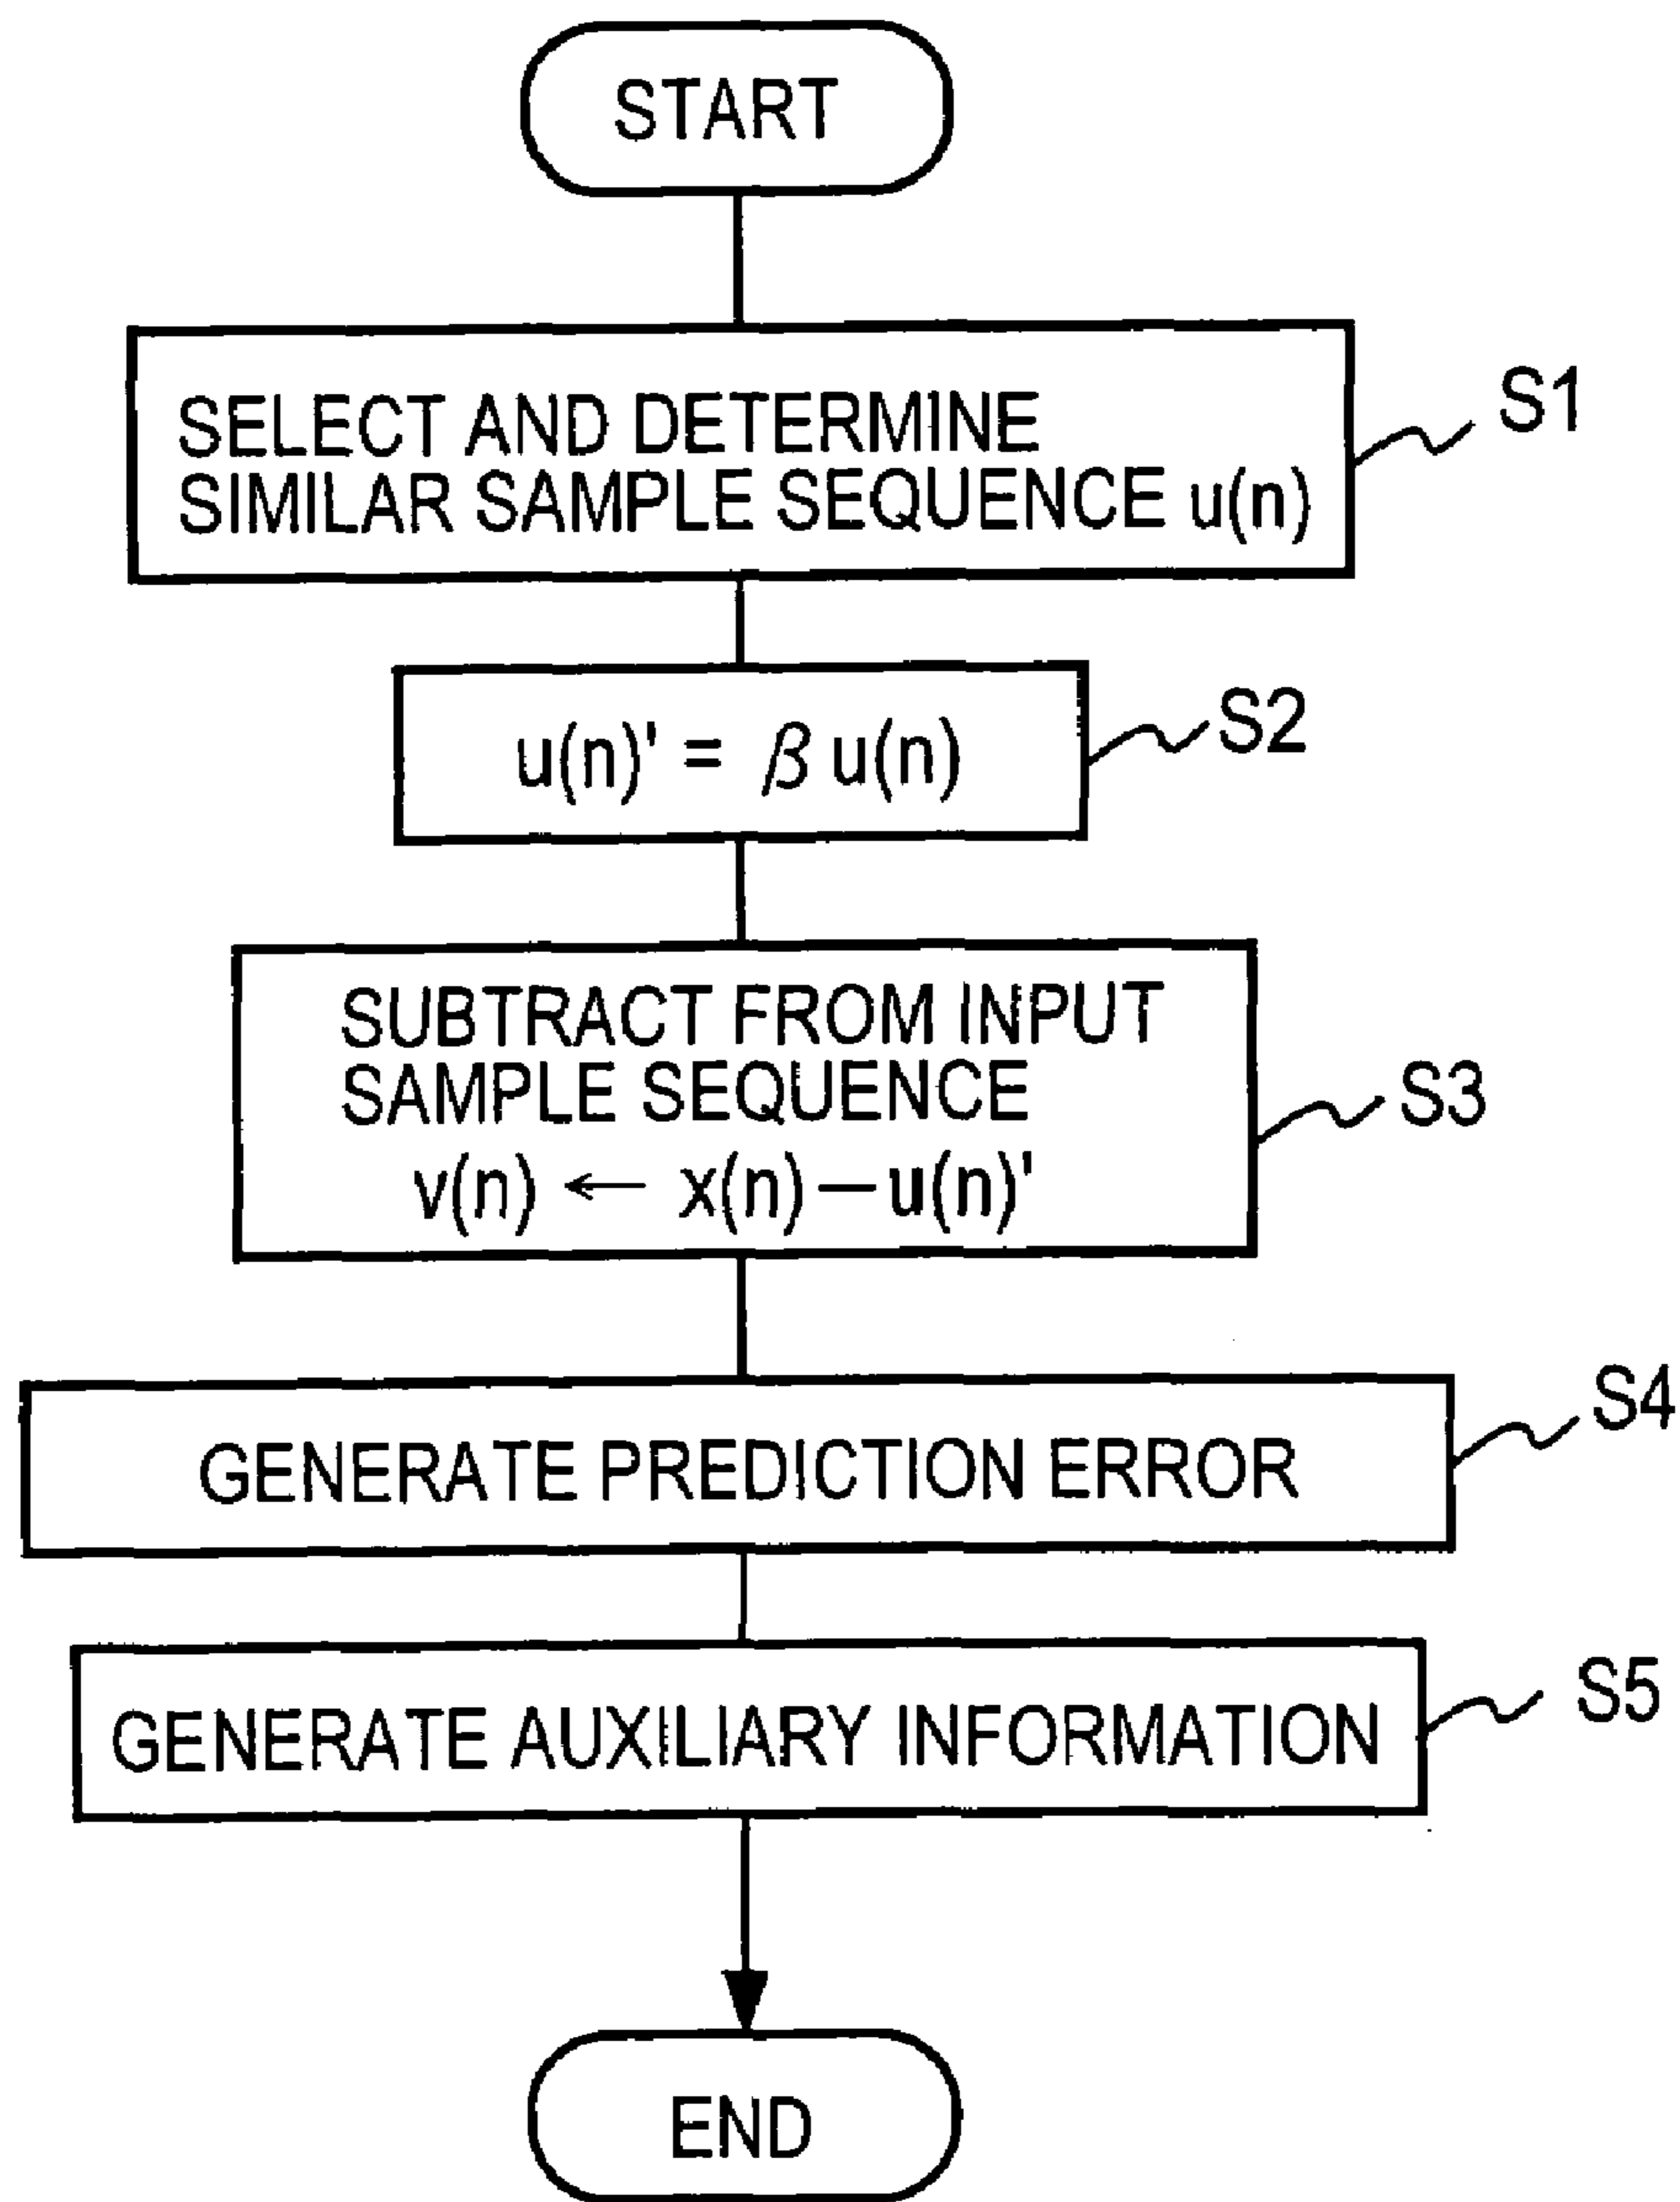 START
SELECT AND DETERMINE
SIMILAR SAMPLE SEQUENCE u(n)
S1
u(n)' = β u(n)
S2
SUBTRACT FROM INPUT
SAMPLE SEQUENCE
v(n) ← x(n) — u(n)'
S3
GENERATE PREDICTION ERROR
S4
GENERATE AUXILIARY INFORMATION
S5
END